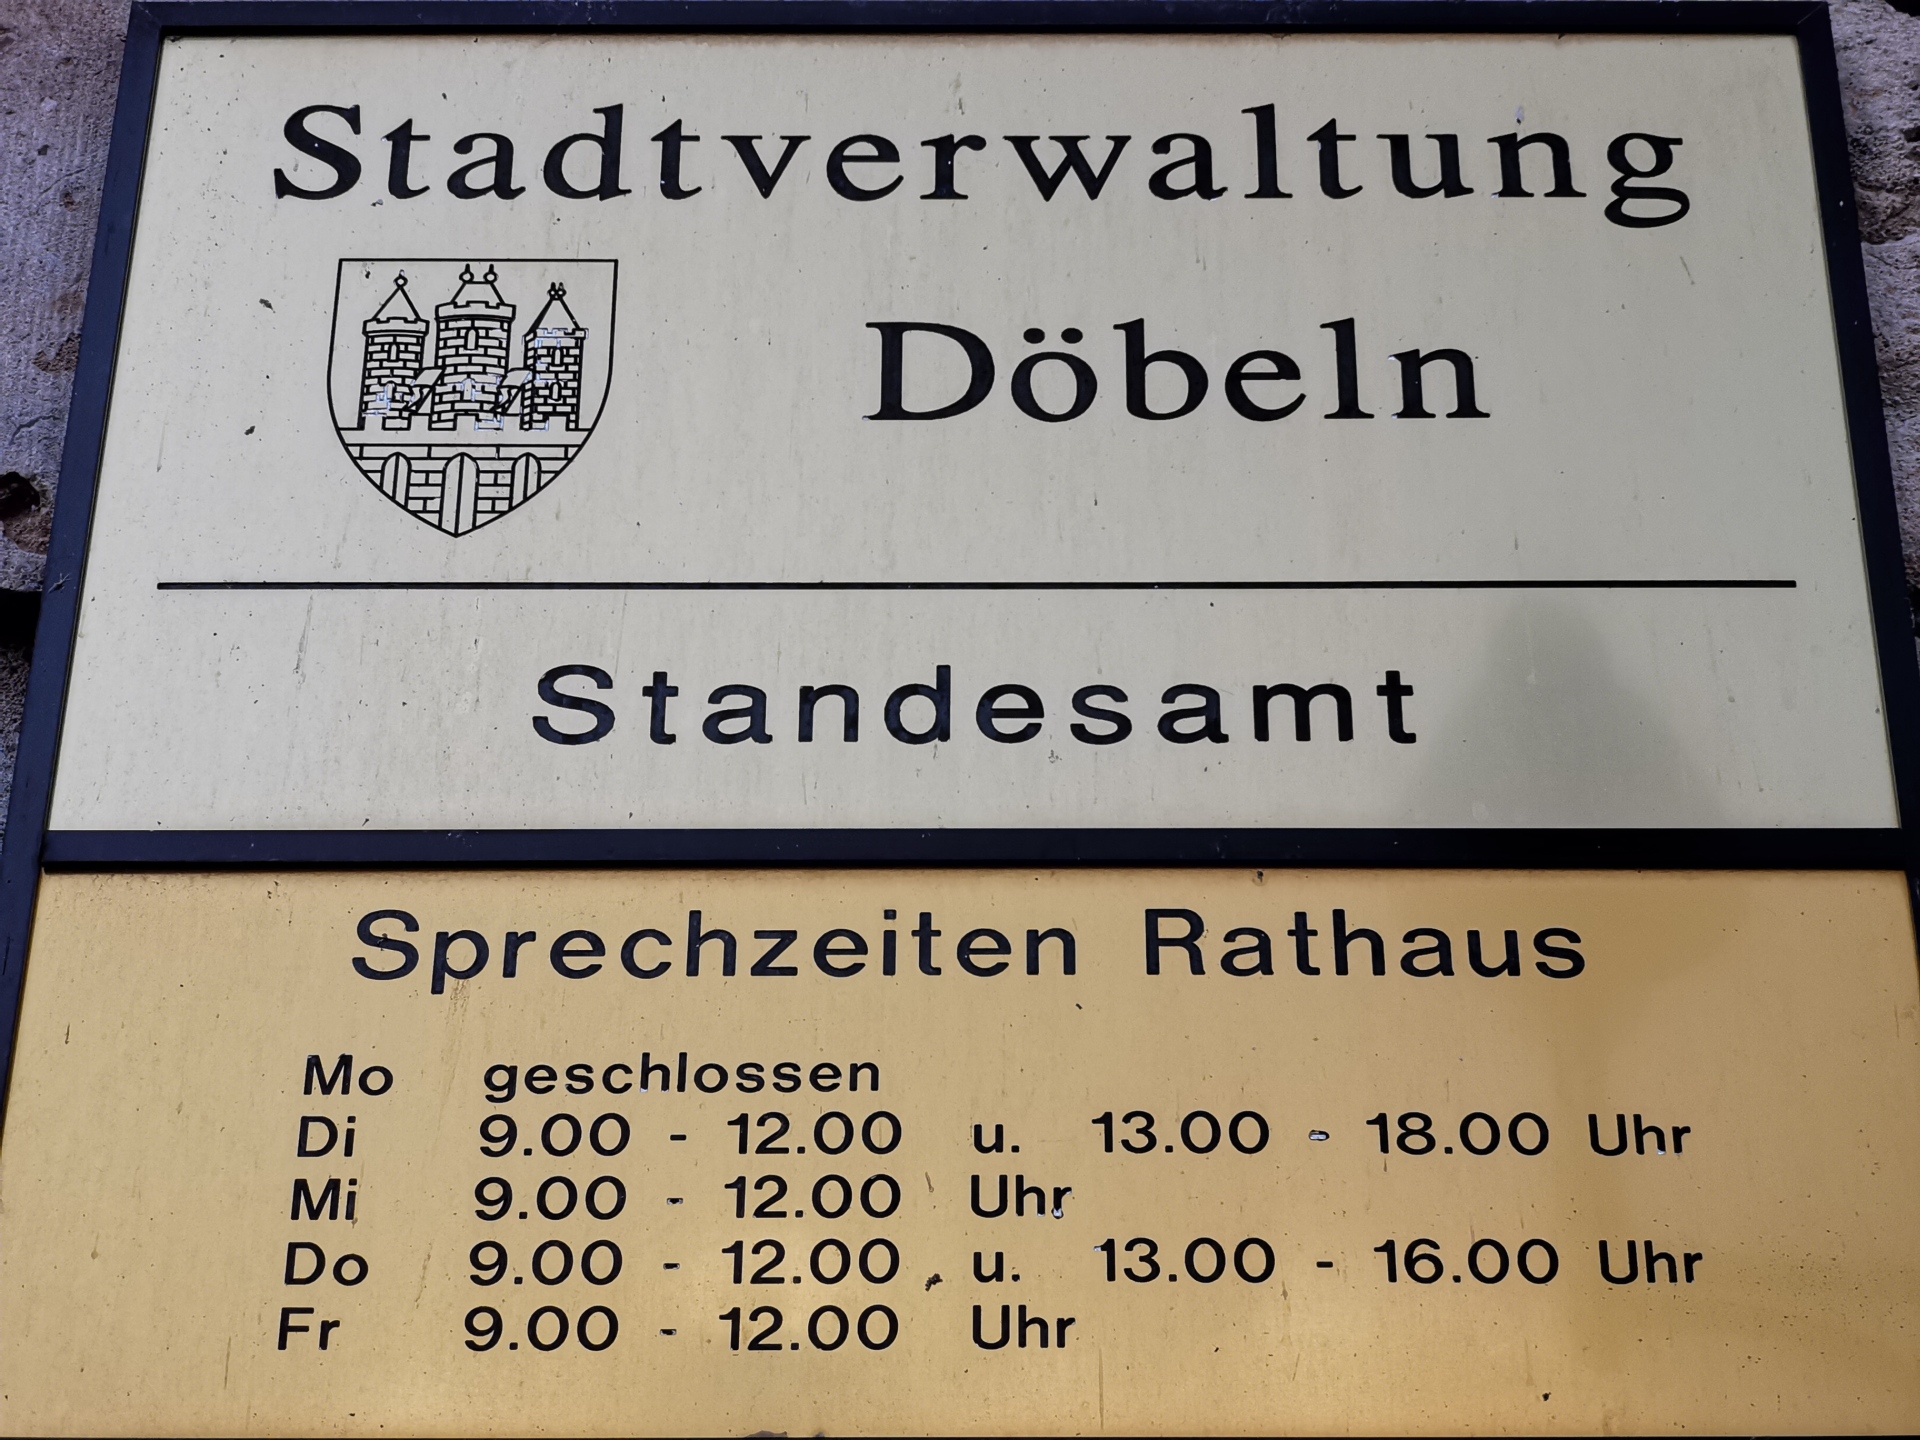 Stadtverwaltung
Döbeln
Standesamt
Sprechzeiten Rathaus
Mo geschlossen
Di 9.00 - 12.00 u. 13.00 - 18.00 Uhr
Mi 9.00 - 12.00 Uhr
Do 9.00 - 12.00 u. 13.00 - 16.00 Uhr
Fr 9.00 - 12.00 Uhr